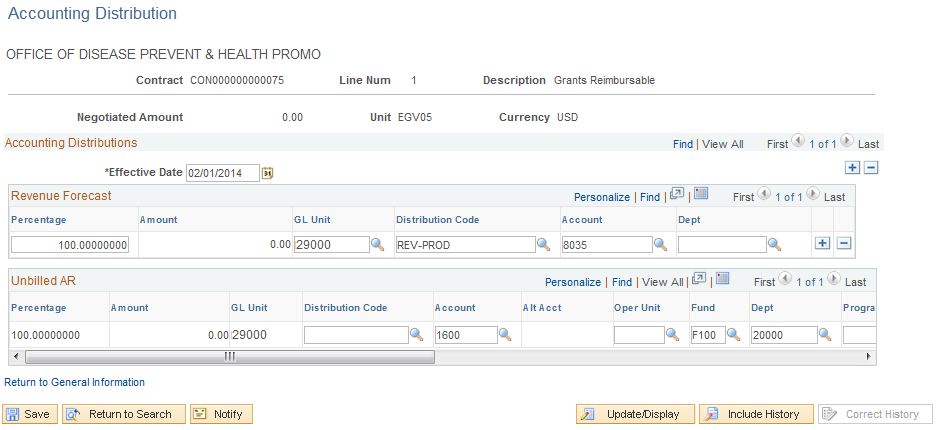 Accounting Distribution
OFFICE OF DISEASE PREVENT & HEALTH PROMO
Contract CON000000000075 Line Num 1 Description Grants Reimbursable
Negotiated Amount 0.00 Unit EGV05 Currency USD
Accounting Distributions Find | View All First 1 of 1 Last
*Effective Date 02/01/2014 31
Revenue Forecast Personalize | Find | First 1 of 1 Last
Percentage Amount GL Unit Distribution Code Account Dept
100.00000000 0.00 29000 REV-PROD 8035
Unbilled AR Personalize | Find | View All | First 1 of 1 Last
Percentage Amount GL Unit Distribution Code Account Alt Acct Oper Unit Fund Dept Progra
100.00000000 0.00 29000 1600 F100 20000
Return to General Information
Save Return to Search Notify Update/Display Include History Correct History